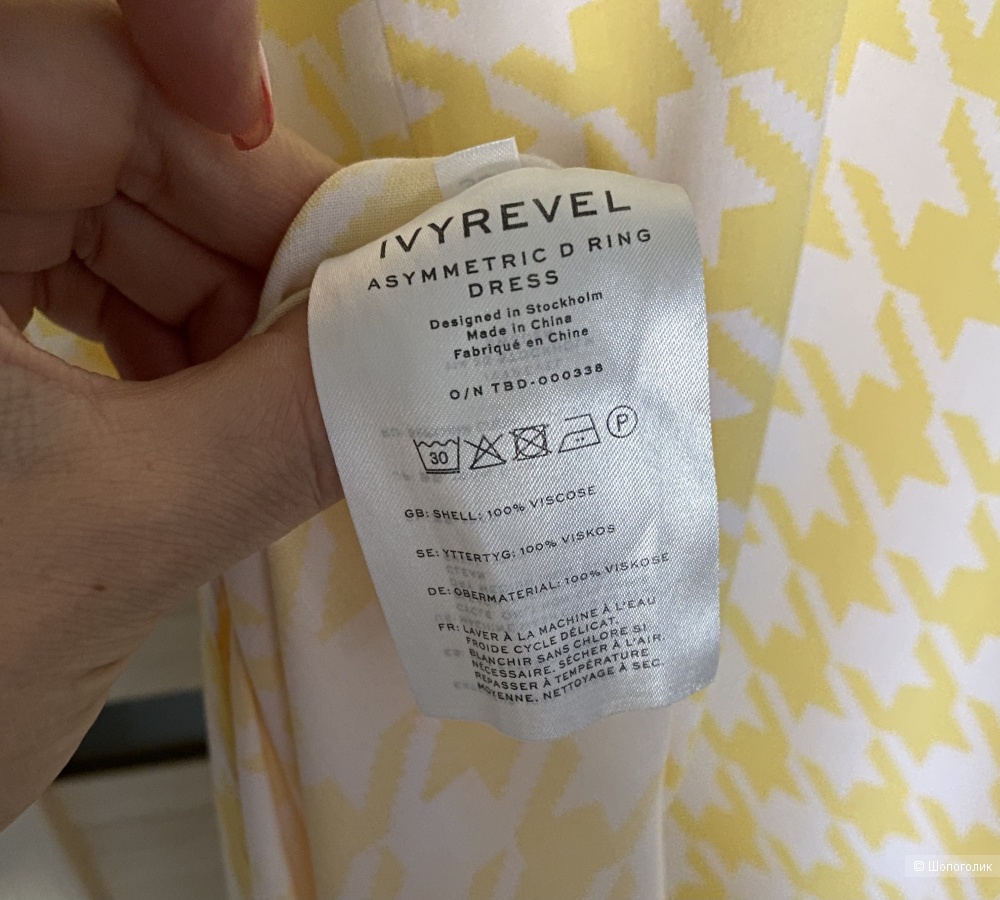 IVYREVEL
ASYMMETRIC D RING
DRESS
Designed in Stockholm
Made in China
Fabriqué en Chine
O/N TBD-000338
30
P
GB: SHELL: 100% VISCOSE
SE: YTTERTYG: 100% VISKOS
DE: OBERMATERIAL: 100% VISKOSE
FR: LAVER À LA MACHINE À L'EAU
FROIDE CYCLE DÉLICAT.
BLANCHIR SANS CHLORE SI
NÉCESSAIRE. SÉCHER À L'AIR.
REPASSER À TEMPÉRATURE
MOYENNE. NETTOYAGE À SEC.
© Шопоголик